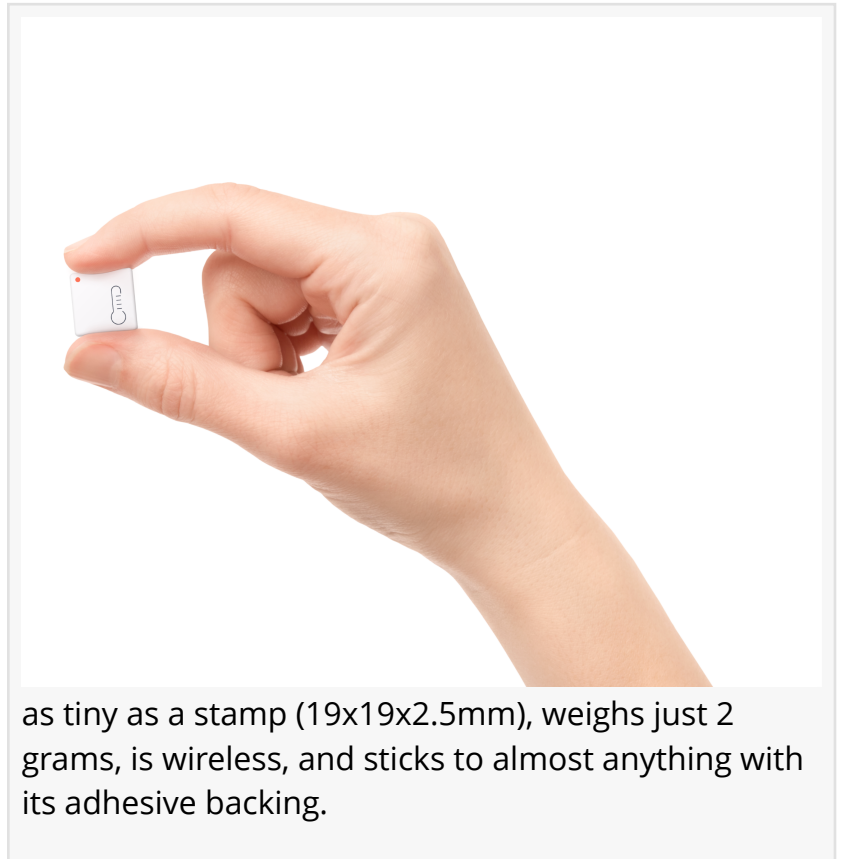 as tiny as a stamp (19x19x2.5mm), weighs just 2
grams, is wireless, and sticks to almost anything with
its adhesive backing.